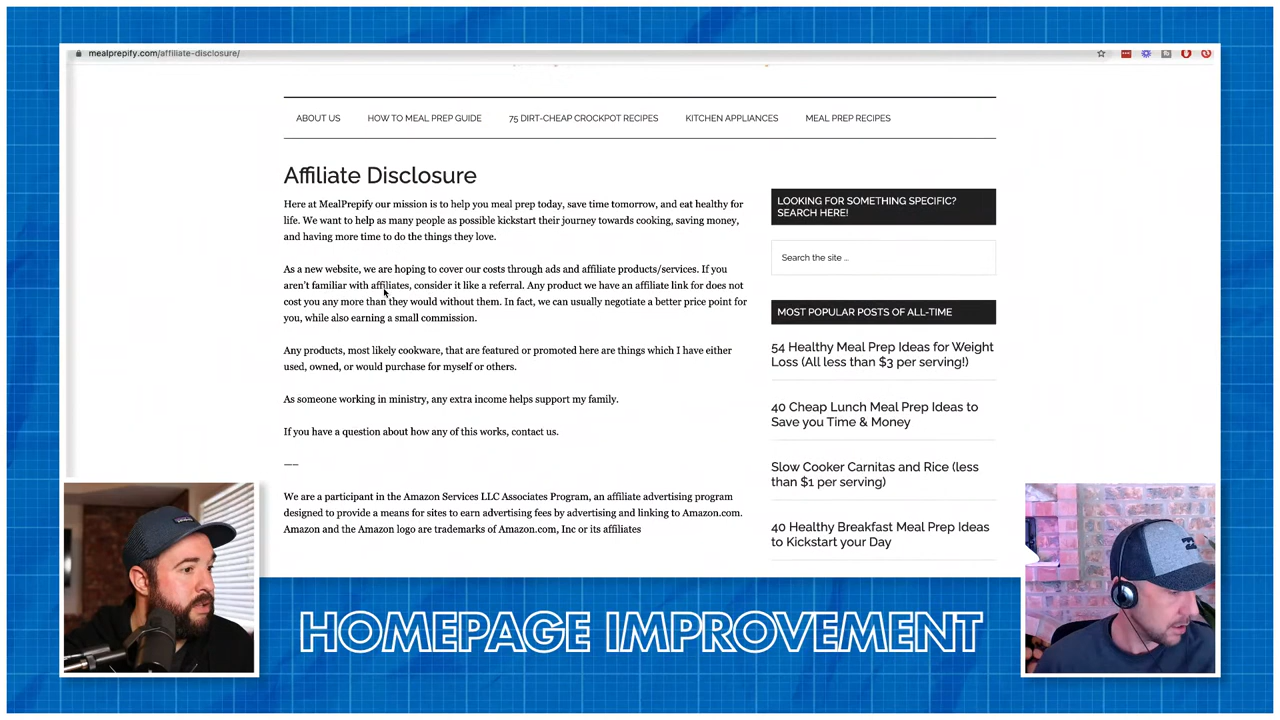 mealprepify.com/affiliate-disclosure/
ABOUT US
HOW TO MEAL PREP GUIDE
75 DIRT-CHEAP CROCKPOT RECIPES
KITCHEN APPLIANCES
MEAL PREP RECIPES
Affiliate Disclosure
Here at MealPrepify our mission is to help you meal prep today, save time tomorrow, and eat healthy for
life. We want to help as many people as possible kickstart their journey towards cooking, saving money,
and having more time to do the things they love.
As a new website, we are hoping to cover our costs through ads and affiliate products/services. If you
aren't familiar with affiliates, consider it like a referral. Any product we have an affiliate link for does not
cost you any more than they would without them. In fact, we can usually negotiate a better price point for
you, while also earning a small commission.
Any products, most likely cookware, that are featured or promoted here are things which I have either
used, owned, or would purchase for myself or others.
As someone working in ministry, any extra income helps support my family.
If you have a question about how any of this works, contact us.
—–
We are a participant in the Amazon Services LLC Associates Program, an affiliate advertising program
designed to provide a means for sites to earn advertising fees by advertising and linking to Amazon.com.
Amazon and the Amazon logo are trademarks of Amazon.com, Inc or its affiliates
LOOKING FOR SOMETHING SPECIFIC?
SEARCH HERE!
Search the site ...
MOST POPULAR POSTS OF ALL-TIME
54 Healthy Meal Prep Ideas for Weight
Loss (All less than $3 per serving!)
40 Cheap Lunch Meal Prep Ideas to
Save you Time & Money
Slow Cooker Carnitas and Rice (less
than $1 per serving)
40 Healthy Breakfast Meal Prep Ideas
to Kickstart your Day
HOMEPAGE IMPROVEMENT